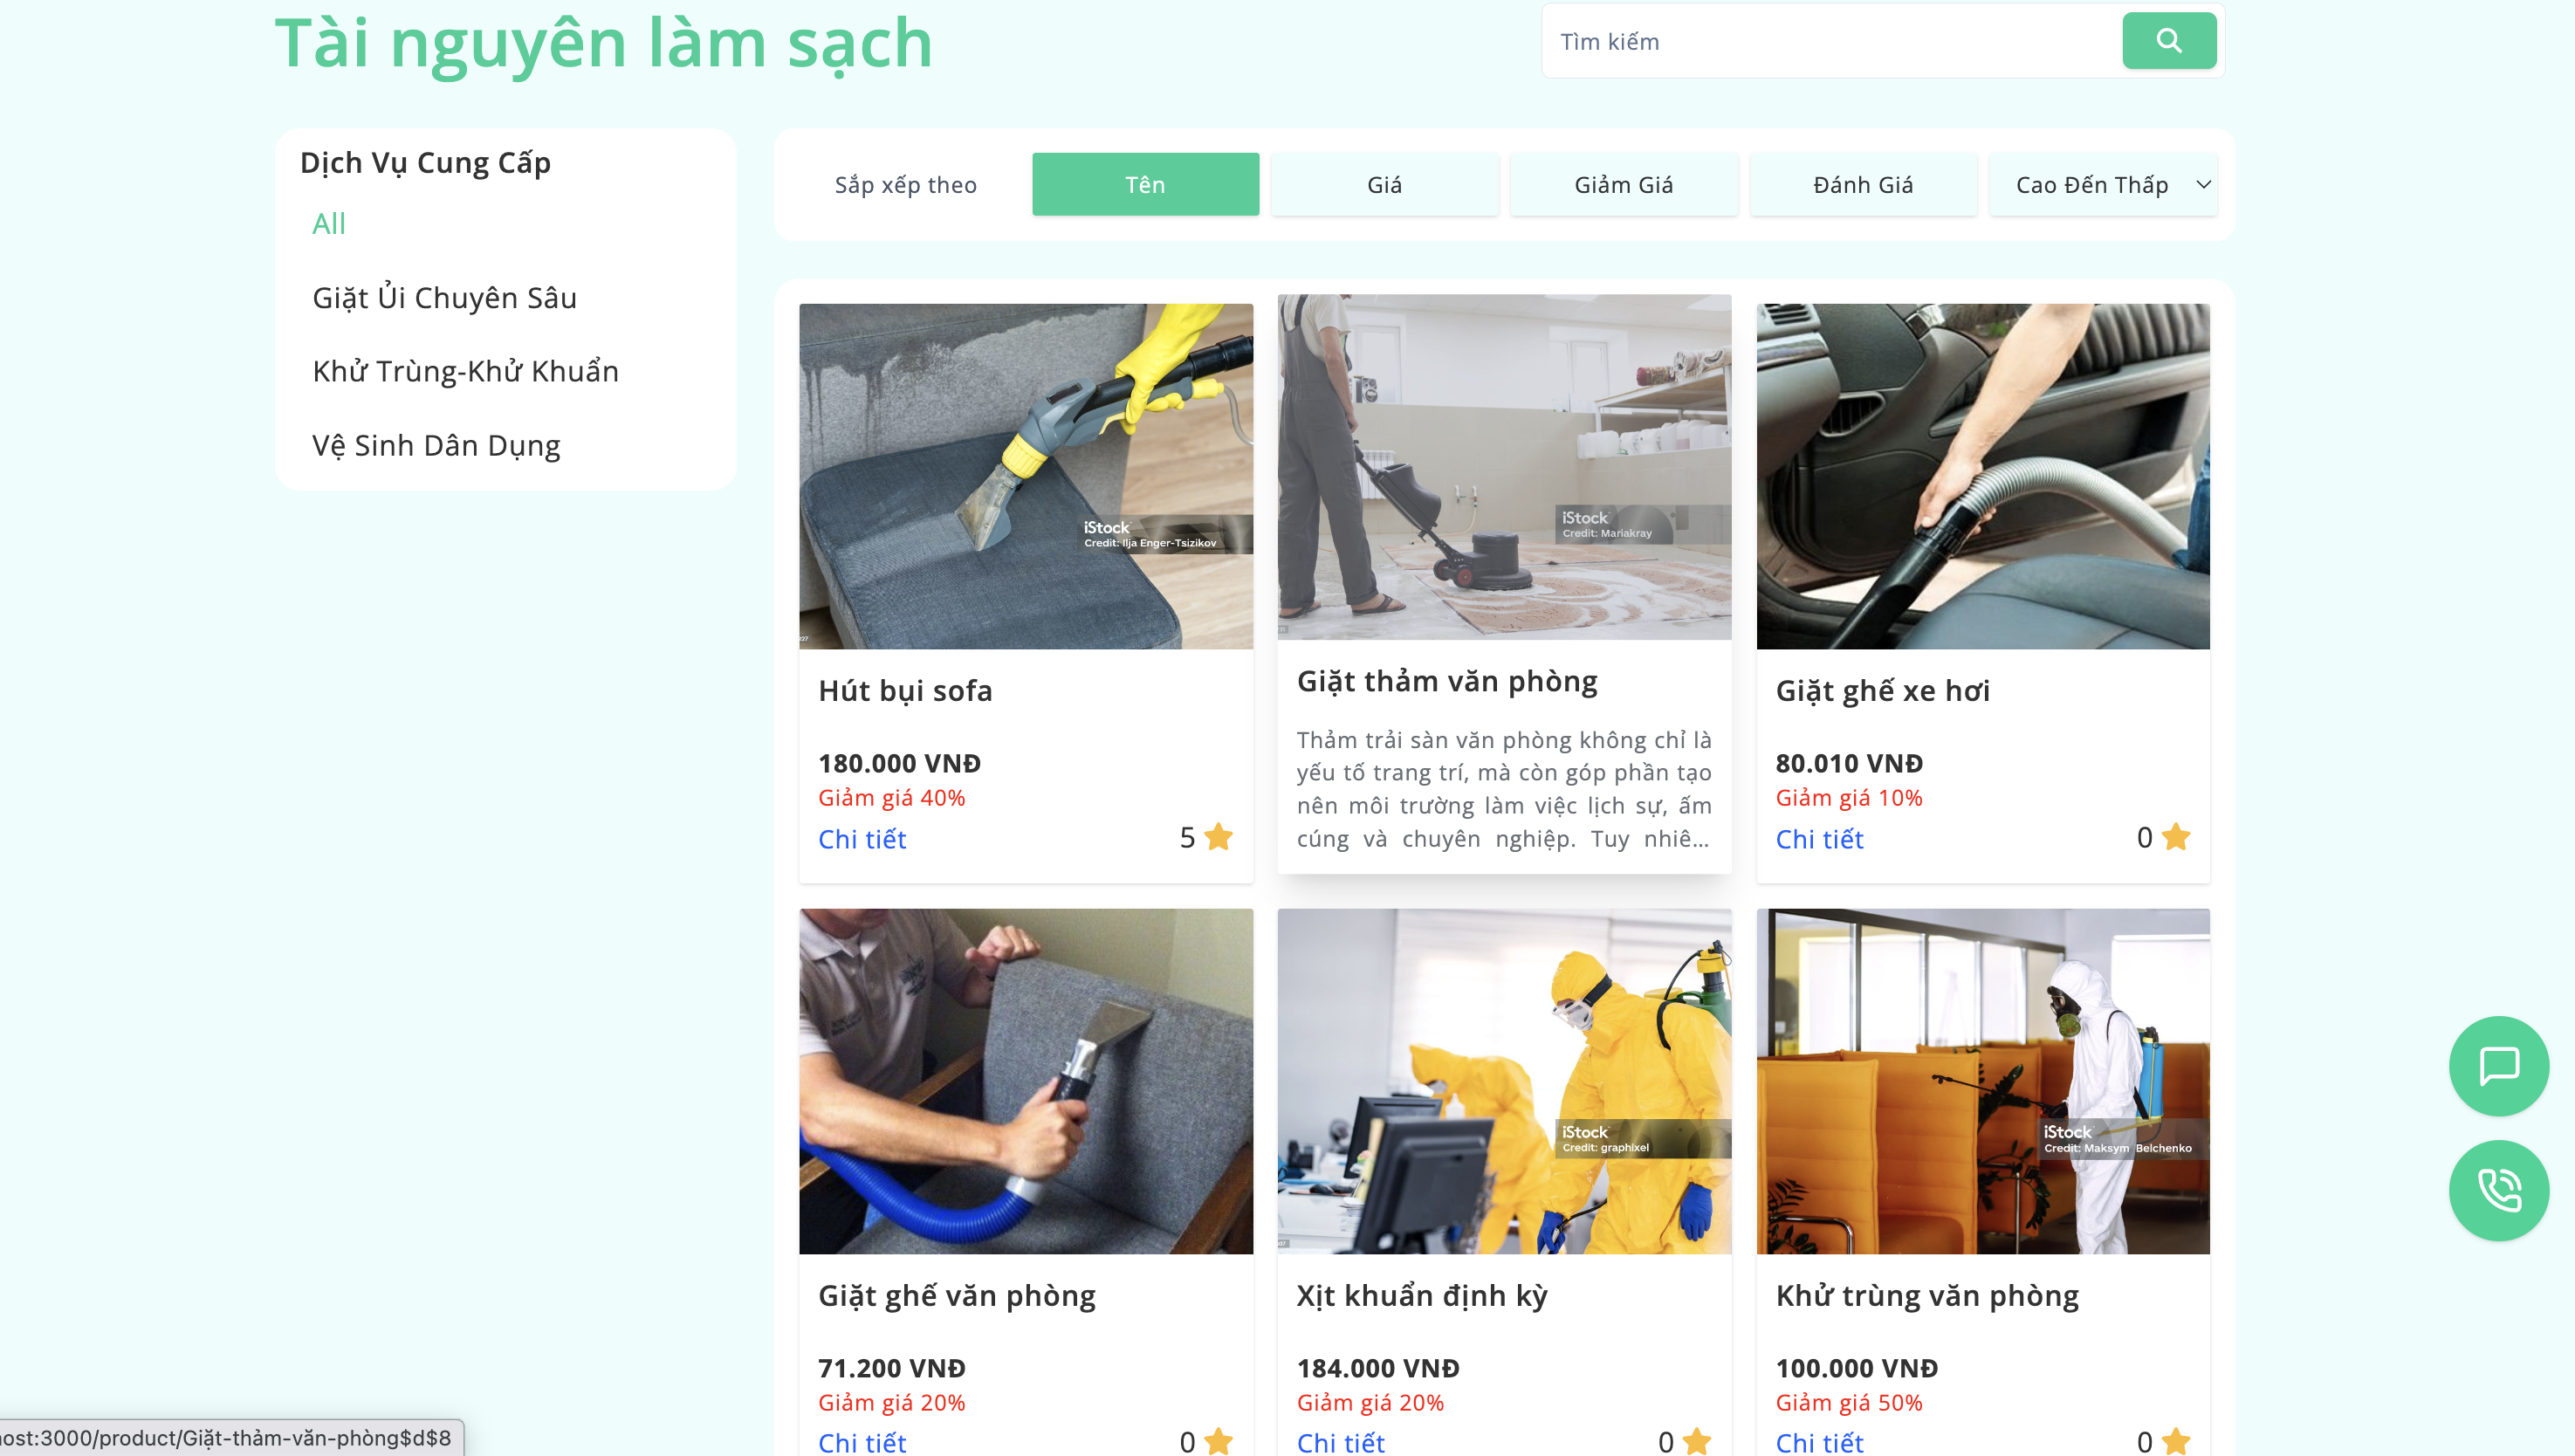 Tài nguyên làm sạch
Tìm kiếm
Dịch Vụ Cung Cấp
All
Giặt Ủi Chuyên Sâu
Khử Trùng-Khử Khuẩn
Vệ Sinh Dân Dụng
Sắp xếp theo
Tên
Giá
Giảm Giá
Đánh Giá
Cao Đến Thấp
iStock
Credit: Ilja Enger-Tsizikov
Hút bụi sofa
180.000 VNĐ
Giảm giá 40%
Chi tiết
5
iStock
Credit: Mariakray
Giặt thảm văn phòng
Thảm trải sàn văn phòng không chỉ là
yếu tố trang trí, mà còn góp phần tạo
nên môi trường làm việc lịch sự, ấm
cúng và chuyên nghiệp. Tuy nhiê...
Giặt ghế xe hơi
80.010 VNĐ
Giảm giá 10%
Chi tiết
0
Giặt ghế văn phòng
71.200 VNĐ
Giảm giá 20%
Chi tiết
0
iStock
Credit: graphixel
Xịt khuẩn định kỳ
184.000 VNĐ
Giảm giá 20%
Chi tiết
0
iStock
Credit: Maksym Belchenko
Khử trùng văn phòng
100.000 VNĐ
Giảm giá 50%
Chi tiết
0
ost:3000/product/Giặt-thảm-văn-phòng$d$8